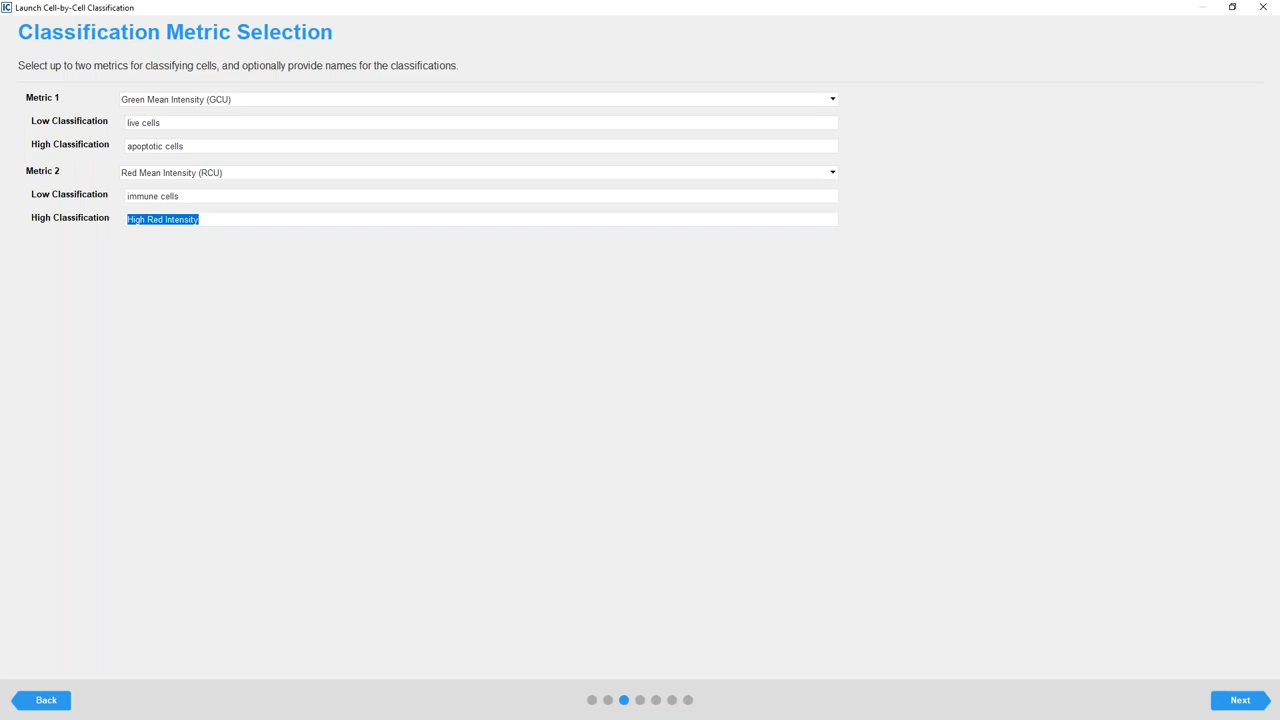 IC Launch Cell-by-Cell Classification
Classification Metric Selection
Select up to two metrics for classifying cells, and optionally provide names for the classifications.
Metric 1 Green Mean Intensity (GCU)
Low Classification live cells
High Classification apoptotic cells
Metric 2 Red Mean Intensity (RCU)
Low Classification immune cells
High Classification High Red Intensity
Back Next